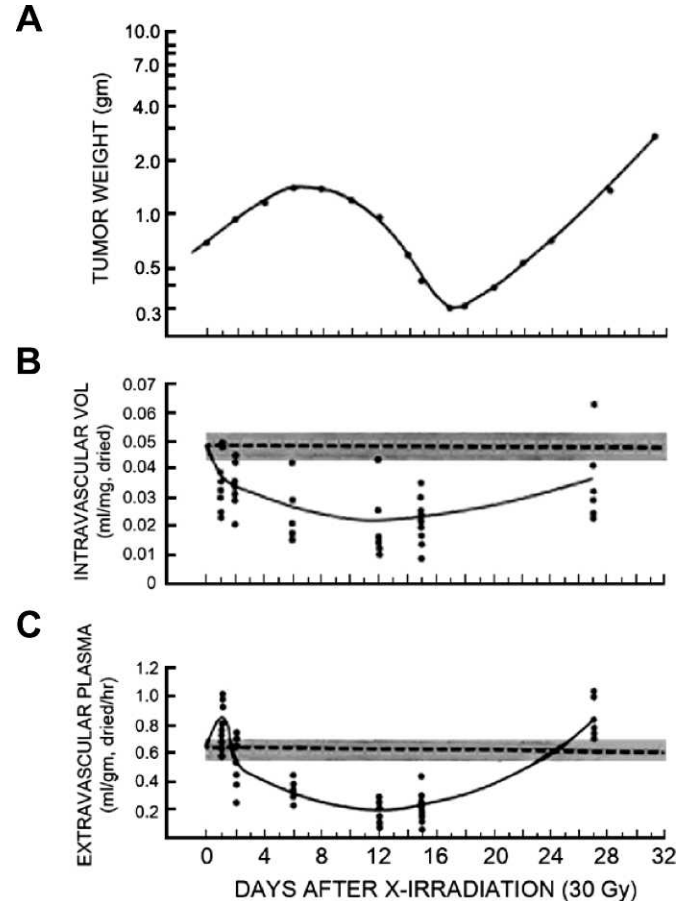 A
TUMOR WEIGHT (gm)
10.0
7.0
4.0
2.0
1.0
0.5
0.3
B
INTRAVASCULAR VOL
(ml/mg, dried)
0.07
0.06
0.05
0.04
0.03
0.02
0.01
0
C
EXTRAVASCULAR PLASMA
(ml/gm, dried/hr)
1.2
1.0
0.8
0.6
0.4
0.2
0 4 8 12 16 20 24 28 32
DAYS AFTER X-IRRADIATION (30 Gy)